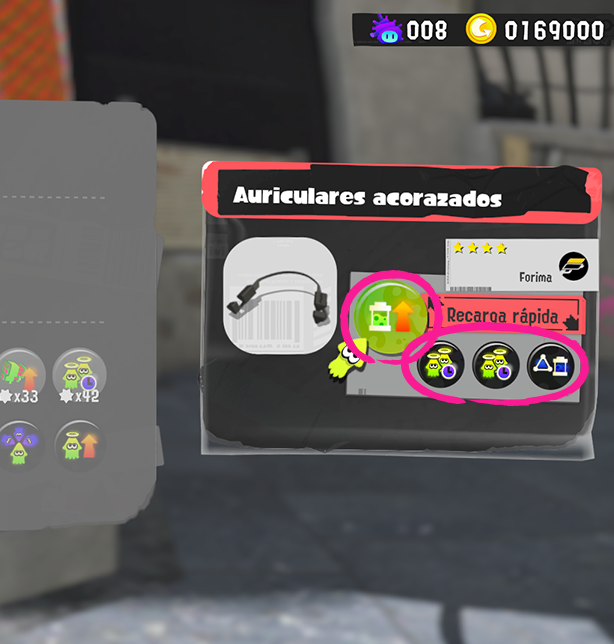 008 0169000
Auriculares acorazados
Forima
Recarga rápida
x33 x42